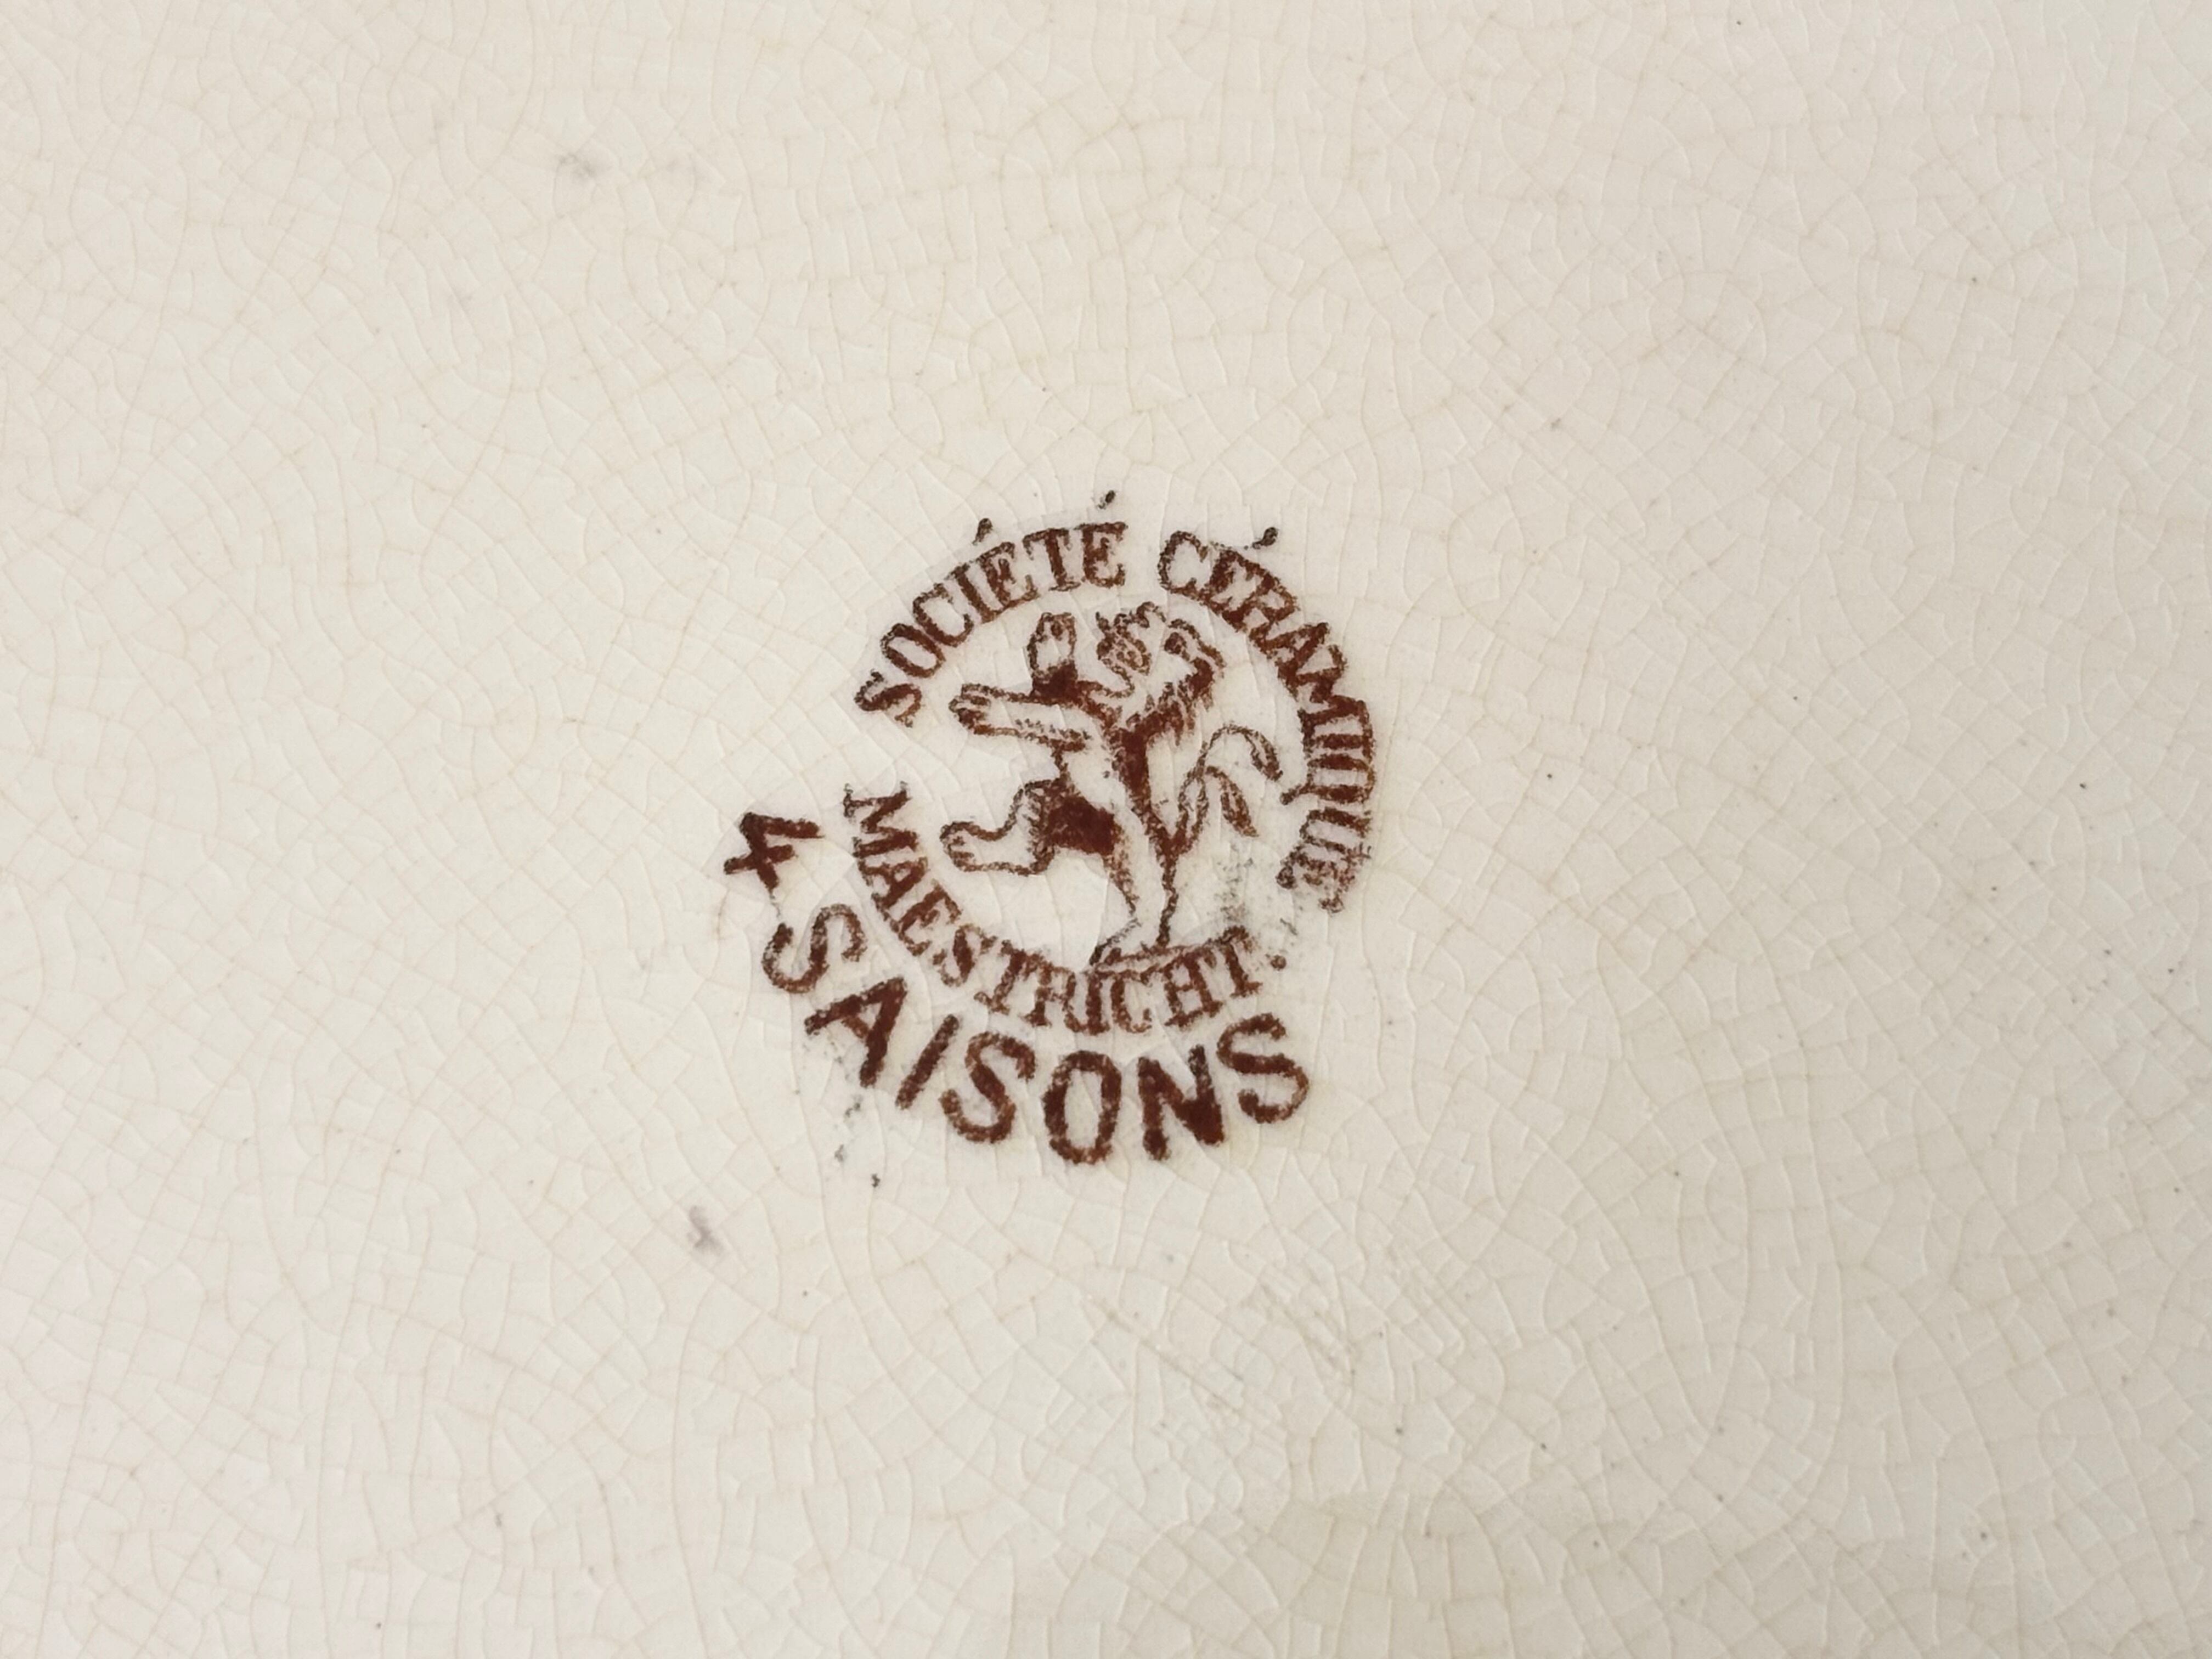 SOCIÉTÉ CÉRAMIQUE
MAESTRICHT.
4 SAISONS